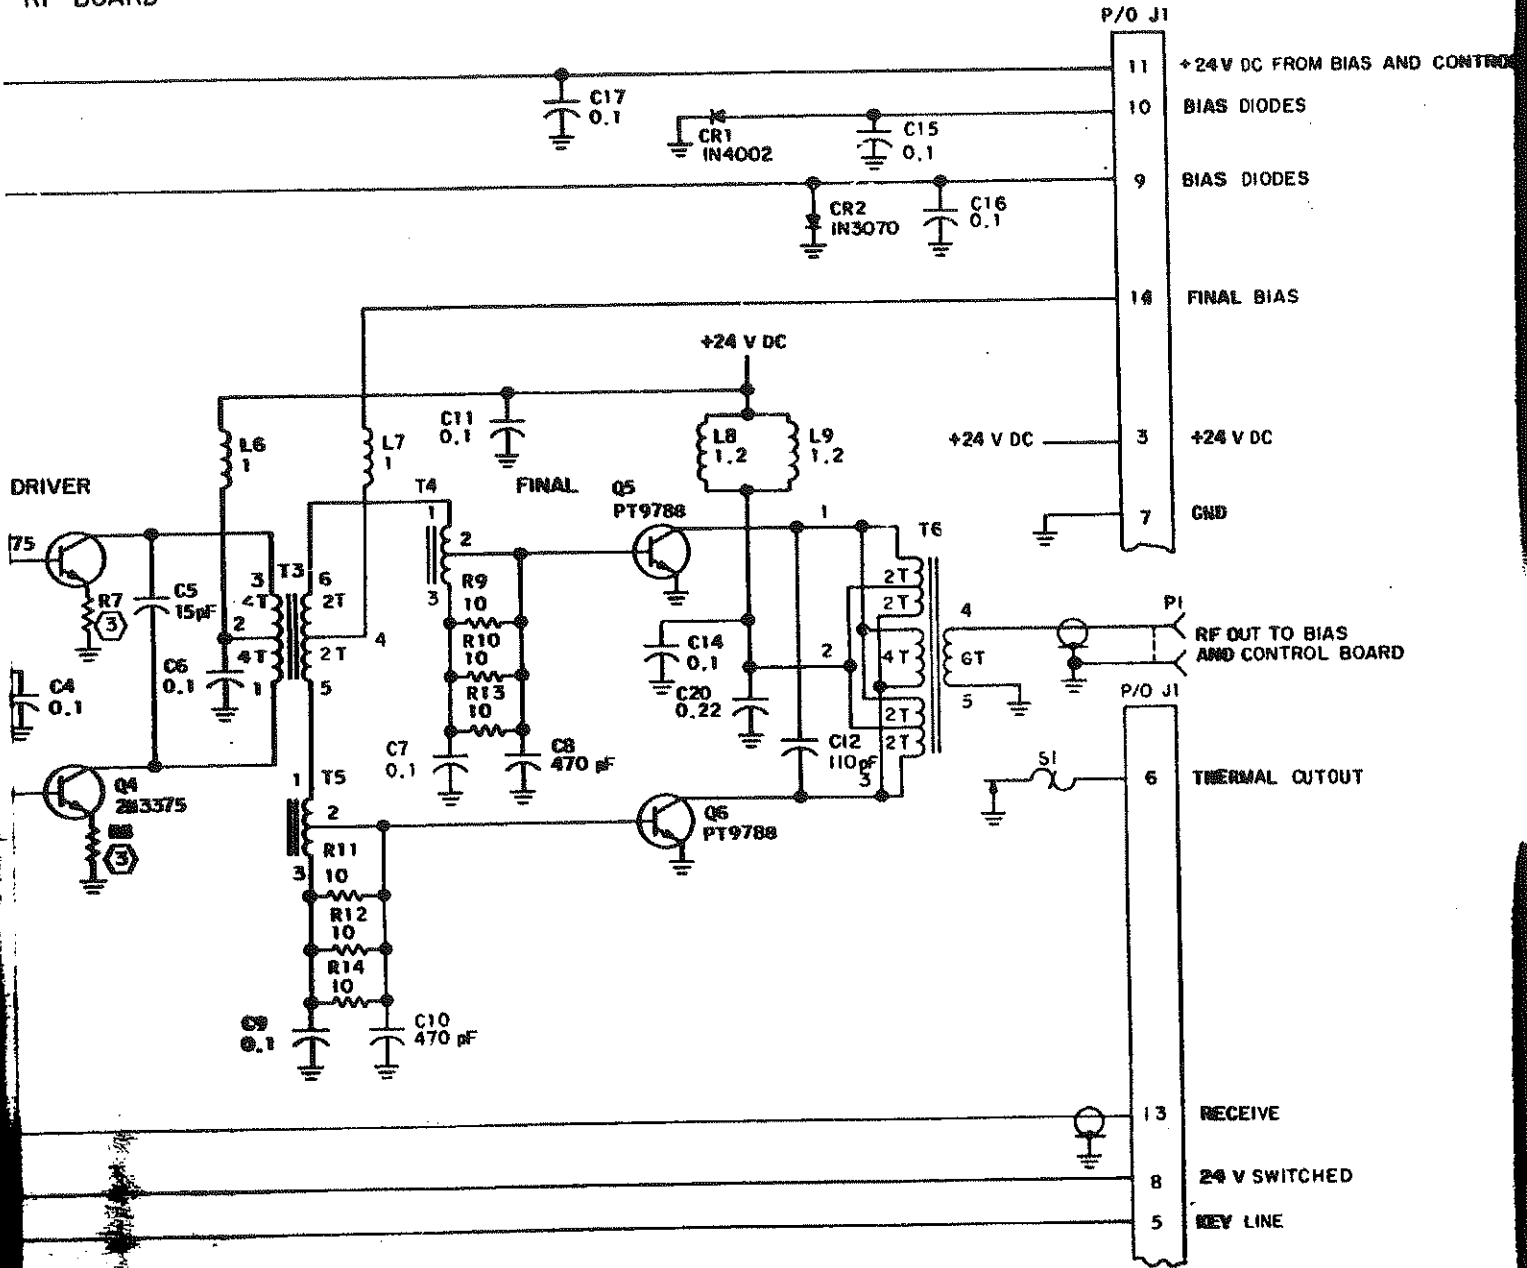 RF BOARD
P/O J1
11 +24V DC FROM BIAS AND CONTROL
C17
0.1
10 BIAS DIODES
CR1
IN4002
C15
0.1
9 BIAS DIODES
CR2
IN3070
C16
0.1
14 FINAL BIAS
+24 V DC
C11
0.1
L6
1
L7
1
L8
1.2
L9
1.2
+24 V DC 3 +24 V DC
DRIVER
T4
FINAL
Q5
PT9788
7 GND
75
1
2
3
1
T6
T3
3
4T
2
4T
1
6
2T
4
2T
5
R7
3
C5
15pF
C6
0.1
C4
0.1
R9
10
R10
10
R13
10
C7
0.1
C8
470 pF
C14
0.1
C20
0.22
2
2T
2T
4T
2T
2T
4
6T
5
P1
RF OUT TO BIAS
AND CONTROL BOARD
P/O J1
C12
110 pF
3
S1
6 THERMAL CUTOUT
Q4
2N3375
R8
3
1 T5
2
3
R11
10
R12
10
R14
10
Q6
PT9788
C9
0.1
C10
470 pF
13 RECEIVE
8 24 V SWITCHED
5 KEY LINE